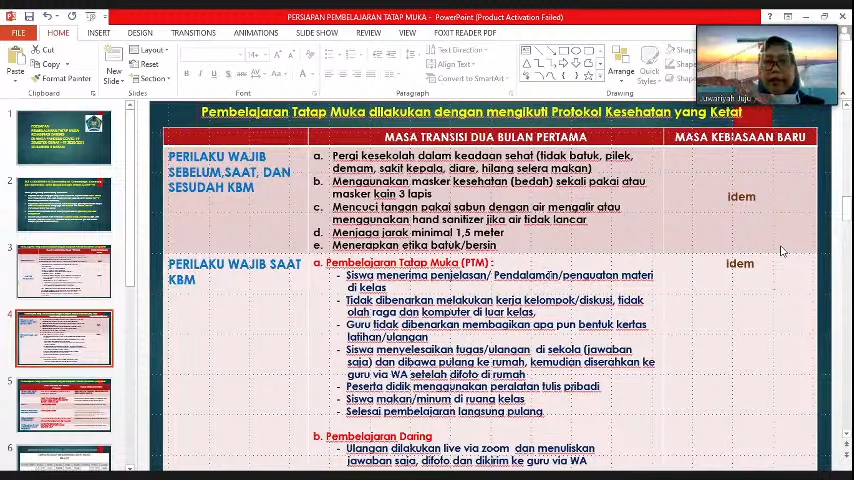 PERSIAPAN PEMBELAJARAN TATAP MUKA - PowerPoint (Product Activation Failed)
FILE HOME INSERT DESIGN TRANSITIONS ANIMATIONS SLIDE SHOW REVIEW VIEW FOXIT READER PDF
Paste
Cut
Copy
Format Painter
Clipboard
New
Slide
Layout
Reset
Section
Slides
Font
Text Direction
Align Text
Convert to SmartArt
Paragraph
Arrange
Quick
Styles
Drawing
Juwariyah Juju
1
2
3
4
5
6
Pembelajaran Tatap Muka dilakukan dengan mengikuti Protokol Kesehatan yang Ketat
MASA TRANSISI DUA BULAN PERTAMA
MASA KEBIASAAN BARU
PERILAKU WAJIB
SEBELUM,SAAT, DAN
SESUDAH KBM
a. Pergi kesekolah dalam keadaan sehat (tidak batuk, pilek,
demam, sakit kepala, diare, hilang selera makan)
b. Menggunakan masker kesehatan (bedah) sekali pakai atau
masker kain 3 lapis
c. Mencuci tangan pakai sabun dengan air mengalir atau
menggunakan hand sanitizer jika air tidak lancar
d. Menjaga jarak minimal 1,5 meter
e. Menerapkan etika batuk/bersin
idem
PERILAKU WAJIB SAAT
KBM
a. Pembelajaran Tatap Muka (PTM) :
- Siswa menerima penjelasan/ Pendalaman/penguatan materi
di kelas
- Tidak dibenarkan melakukan kerja kelompok/diskusi, tidak
olah raga dan komputer di luar kelas,
- Guru tidak dibenarkan membagikan apa pun bentuk kertas
latihan/ulangan
- Siswa menyelesaikan tugas/ulangan di sekola (jawaban
saja) dan dibawa pulang ke rumah, kemudian diserahkan ke
guru via WA setelah difoto di rumah
- Peserta didik menggunakan peralatan tulis pribadi
- Siswa makan/minum di ruang kelas
- Selesai pembelajaran langsung pulang
b. Pembelajaran Daring
- Ulangan dilakukan live via zoom dan menuliskan
jawaban saja, difoto dan dikirim ke guru via WA
idem